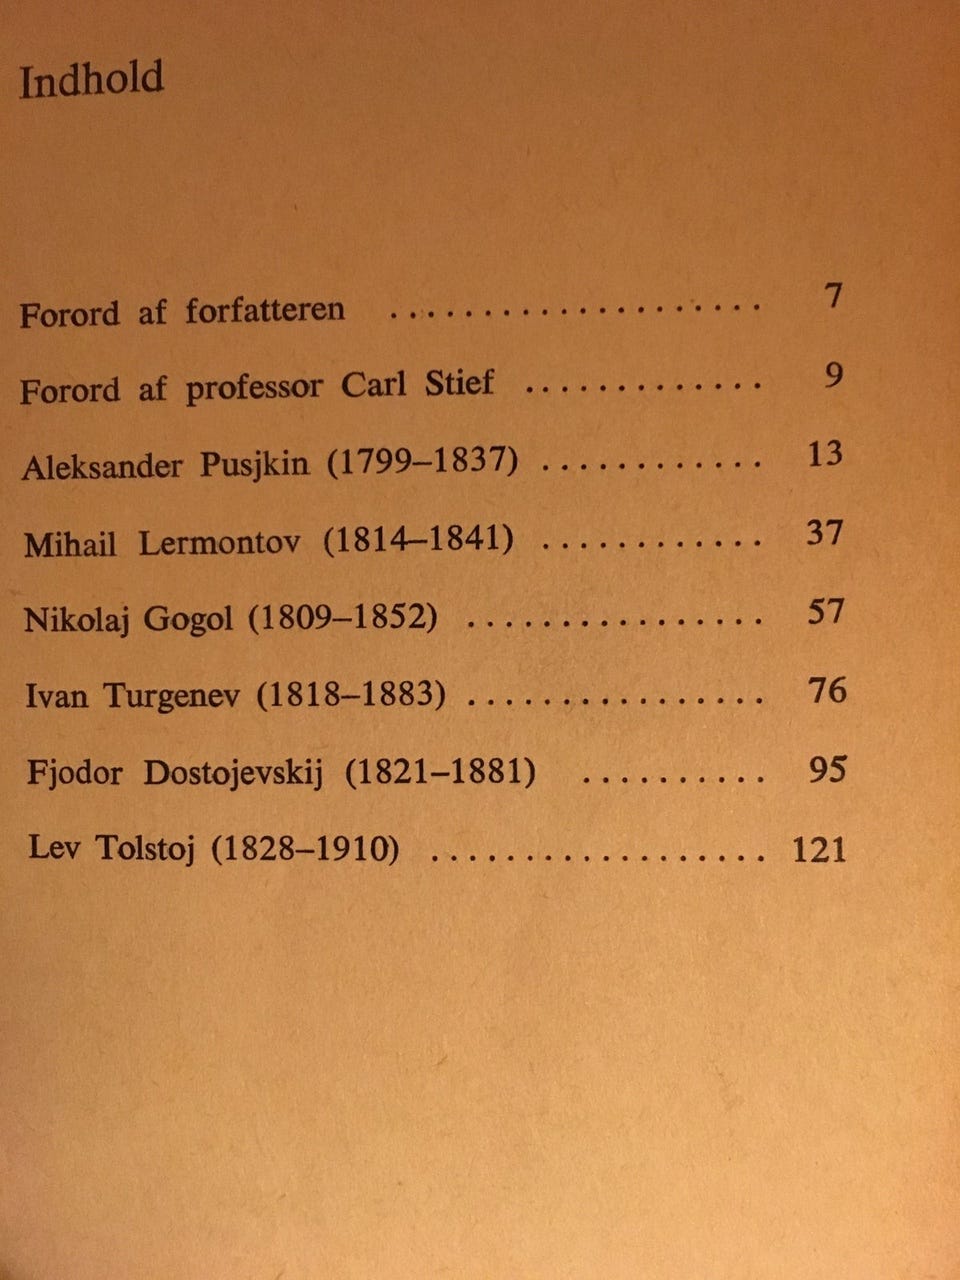 Indhold
Forord af forfatteren .................... 7
Forord af professor Carl Stief ............. 9
Aleksander Pusjkin (1799–1837) ............ 13
Mihail Lermontov (1814–1841) ............ 37
Nikolaj Gogol (1809–1852) ................ 57
Ivan Turgenev (1818–1883) ................ 76
Fjodor Dostojevskij (1821–1881) .......... 95
Lev Tolstoj (1828–1910) .................. 121